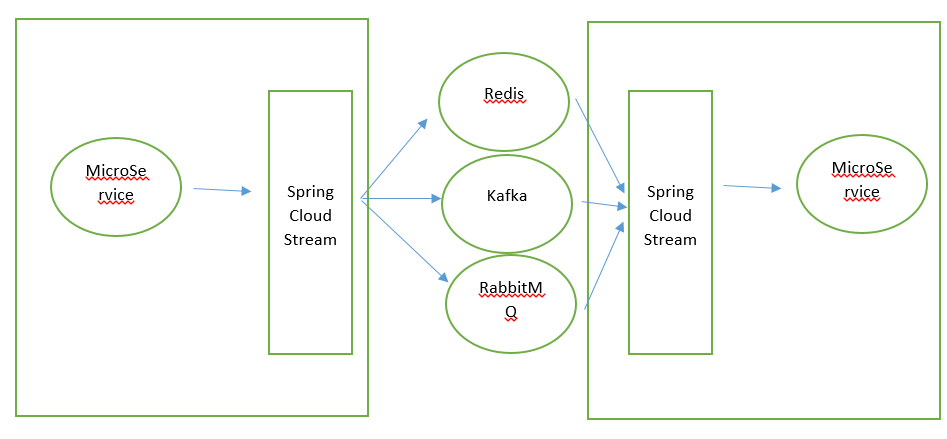 MicroSe
rvice
Spring
Cloud
Stream
Redis
Kafka
RabbitM
Q
Spring
Cloud
Stream
MicroSe
rvice